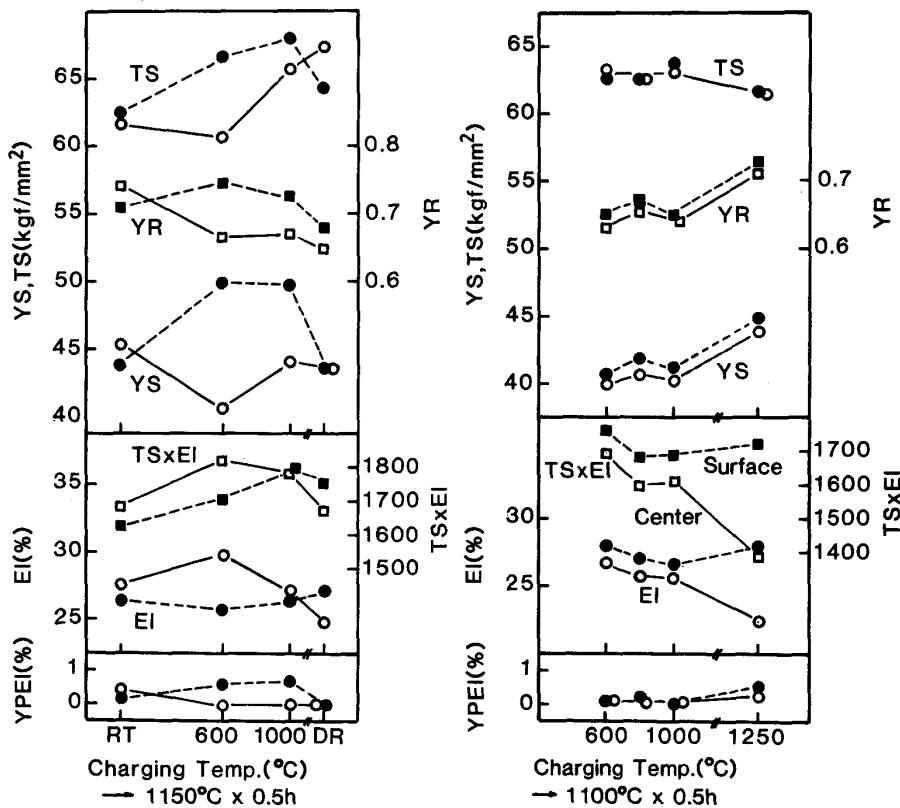 65
60
55
50
45
40
YS,TS(kgf/mm²)
TS
YR
YS
0.8
0.7
0.6
YR
35
30
25
El(%)
TSxEl
El
1800
1700
1600
1500
TSxEl
1
0
YPEl(%)
RT
600
1000
DR
Charging Temp.(°C)
→ 1150°C x 0.5h
65
60
55
50
45
40
YS,TS(kgf/mm²)
TS
YR
YS
0.7
0.6
YR
30
25
El(%)
TSxEl
Surface
Center
El
1700
1600
1500
1400
TSxEl
1
0
YPEl(%)
600
1000
1250
Charging Temp.(°C)
→ 1100°C x 0.5h